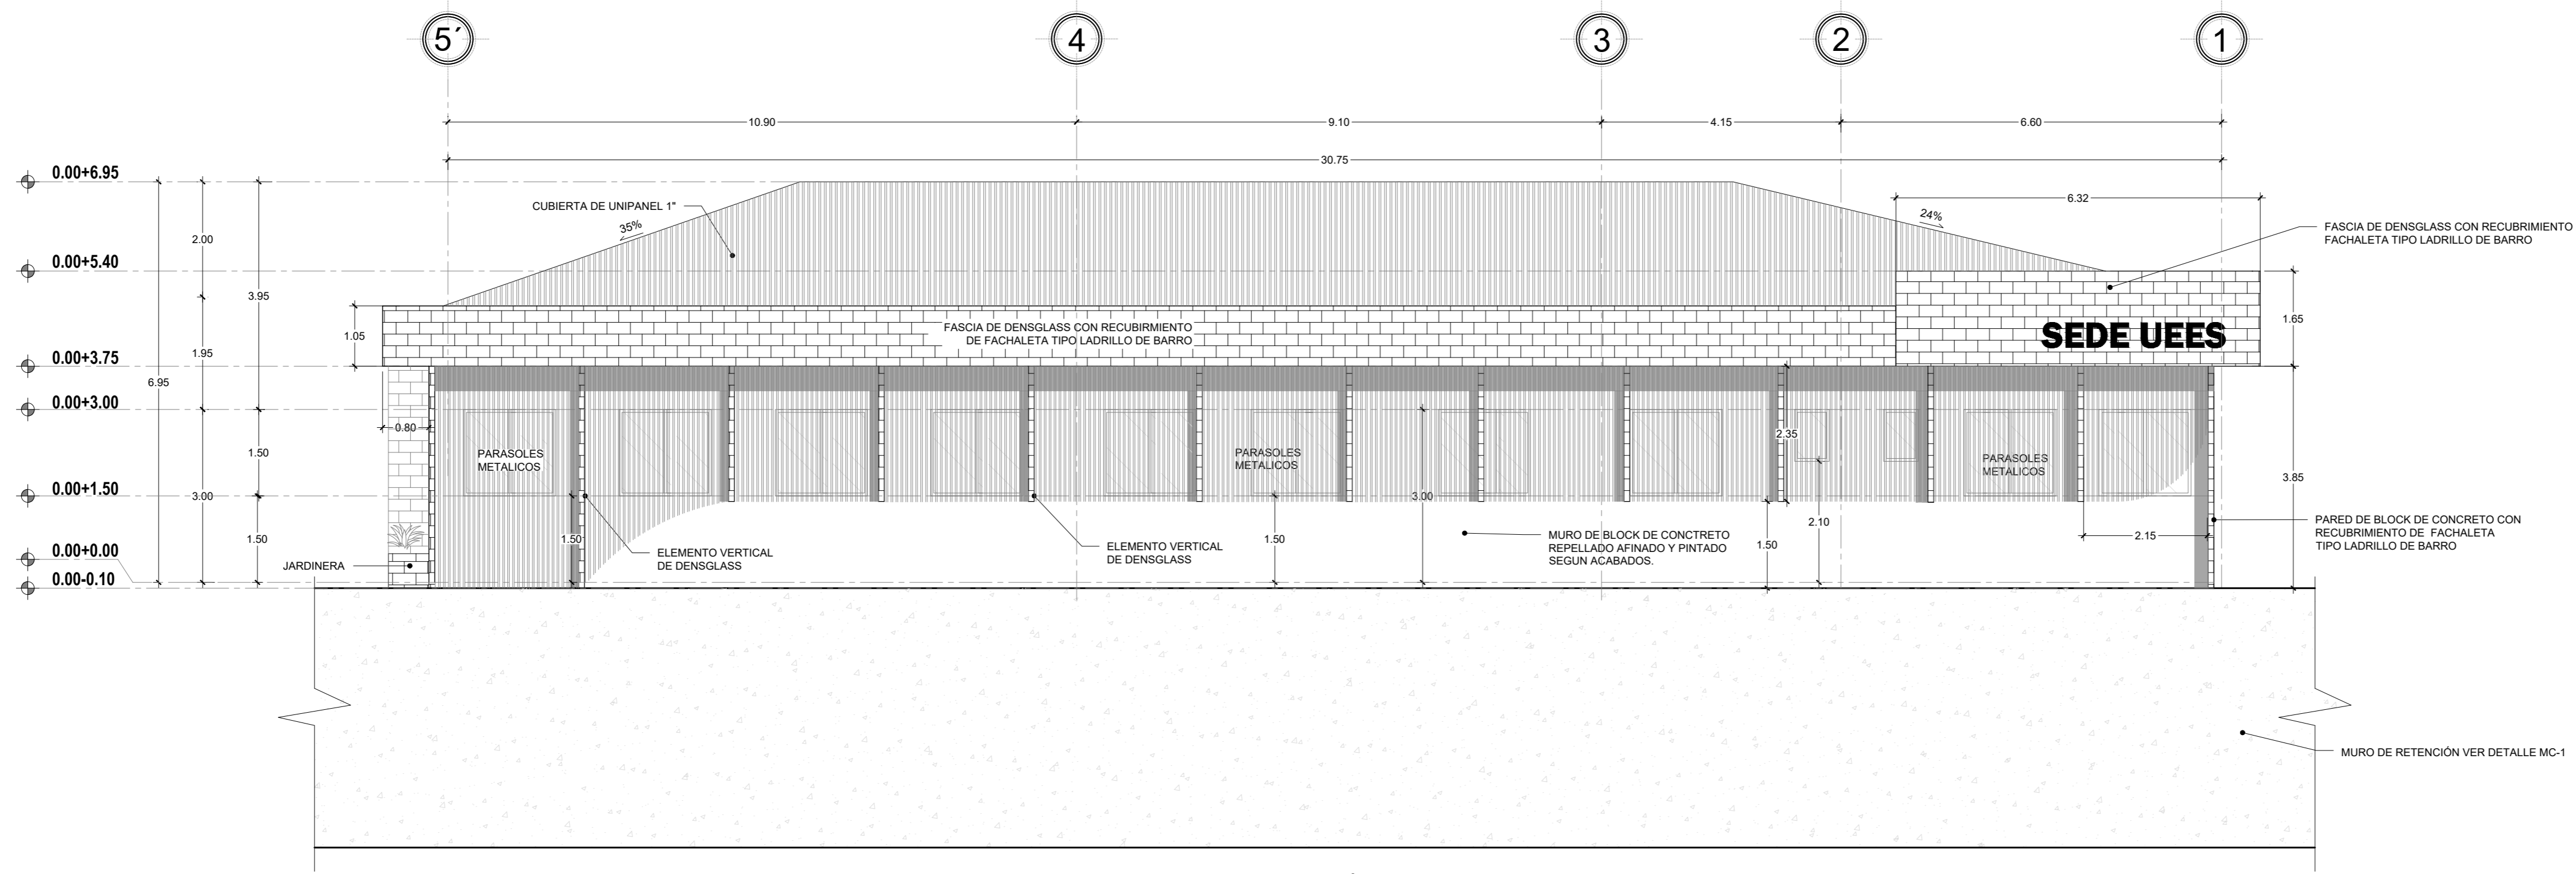 5´
4
3
2
1
10.90
9.10
4.15
6.60
30.75
0.00+6.95
0.00+5.40
0.00+3.75
0.00+3.00
0.00+1.50
0.00+0.00
0.00-0.10
6.95
2.00
1.95
3.00
3.95
1.50
1.50
CUBIERTA DE UNIPANEL 1"
35%
24%
6.32
FASCIA DE DENSGLASS CON RECUBRIMIENTO
FACHALETA TIPO LADRILLO DE BARRO
1.05
FASCIA DE DENSGLASS CON RECUBIRMIENTO
DE FACHALETA TIPO LADRILLO DE BARRO
SEDE UEES
1.65
0.80
PARASOLES
METALICOS
PARASOLES
METALICOS
PARASOLES
METALICOS
2.35
3.00
3.85
1.50
1.50
2.10
1.50
2.15
JARDINERA
ELEMENTO VERTICAL
DE DENSGLASS
ELEMENTO VERTICAL
DE DENSGLASS
MURO DE BLOCK DE CONCRETO
REPELLADO AFINADO Y PINTADO
SEGUN ACABADOS.
PARED DE BLOCK DE CONCRETO CON
RECUBRIMENTO DE FACHALETA
TIPO LADRILLO DE BARRO
MURO DE RETENCIÓN VER DETALLE MC-1